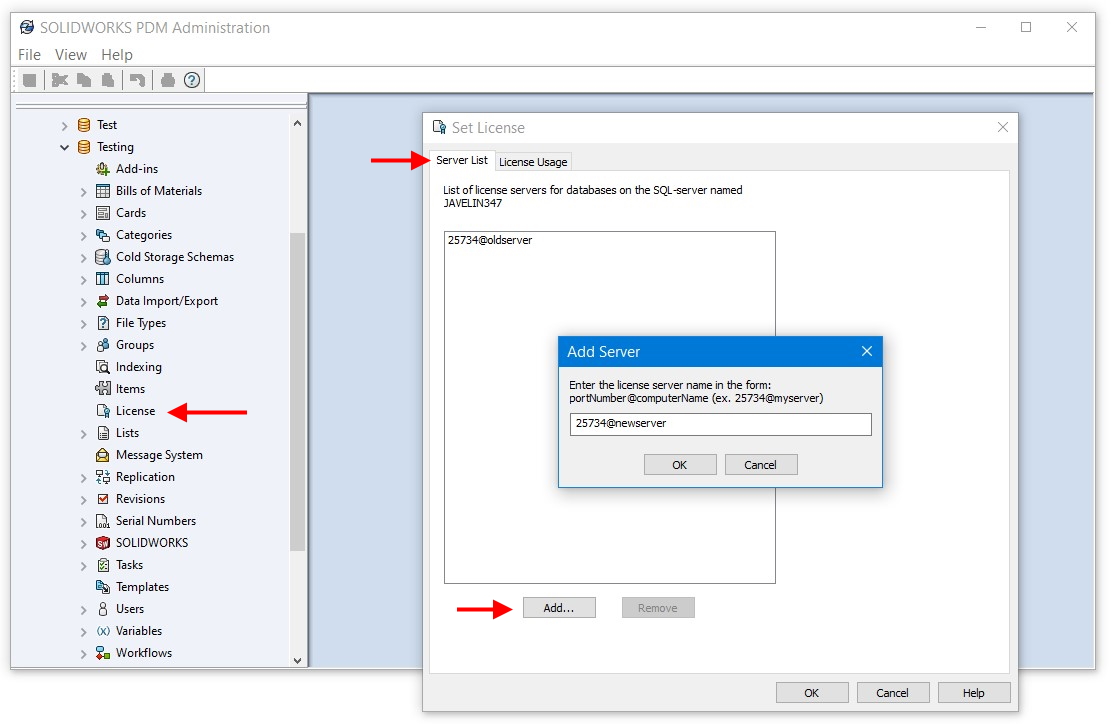 SOLIDWORKS PDM Administration
File View Help
Test
Testing
Add-ins
Bills of Materials
Cards
Categories
Cold Storage Schemas
Columns
Data Import/Export
File Types
Groups
Indexing
Items
License
Lists
Message System
Replication
Revisions
Serial Numbers
SOLIDWORKS
Tasks
Templates
Users
Variables
Workflows
Set License
Server List License Usage
List of license servers for databases on the SQL-server named
JAVELIN347
25734@oldserver
Add Server
Enter the license server name in the form:
portNumber@computerName (ex. 25734@myserver)
25734@newserver
OK Cancel
Add... Remove
OK Cancel Help